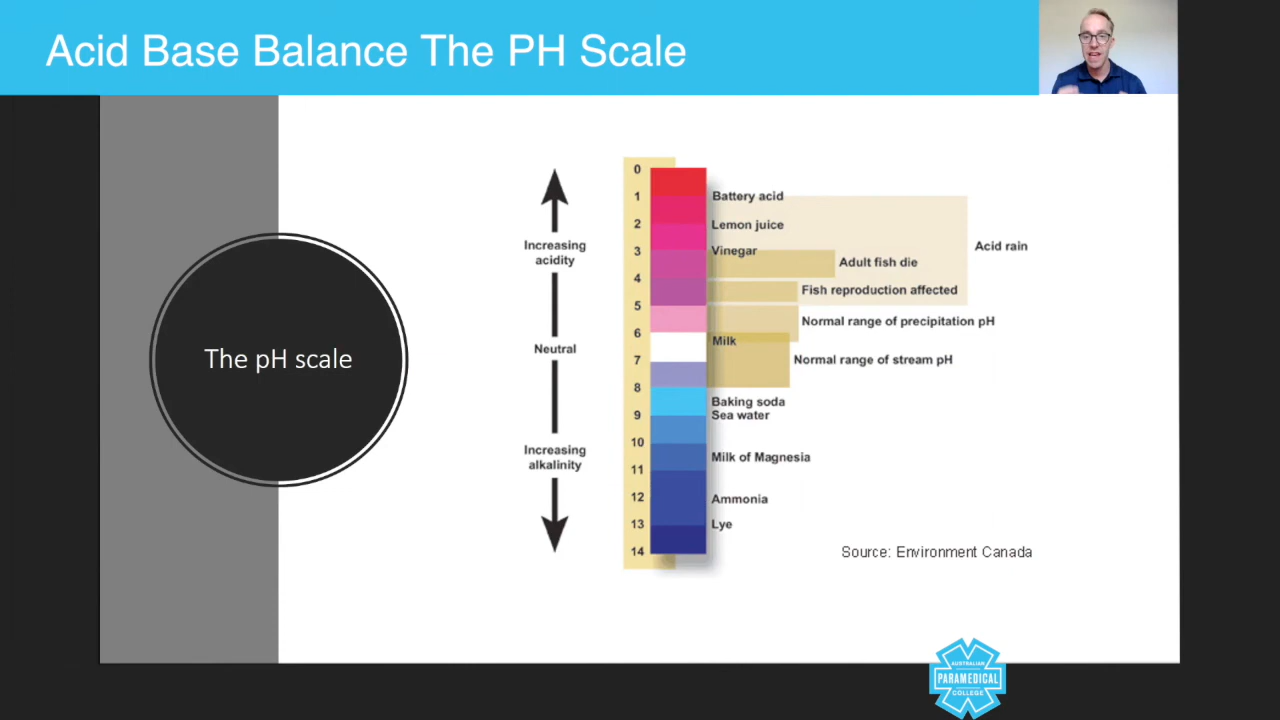 Acid Base Balance The PH Scale
The pH scale
Increasing
acidity
Neutral
Increasing
alkalinity
0
1
2
3
4
5
6
7
8
9
10
11
12
13
14
Battery acid
Lemon juice
Vinegar
Milk
Baking soda
Sea water
Milk of Magnesia
Ammonia
Lye
Acid rain
Adult fish die
Fish reproduction affected
Normal range of precipitation pH
Normal range of stream pH
Source: Environment Canada
AUSTRALIAN
PARAMEDICAL
COLLEGE